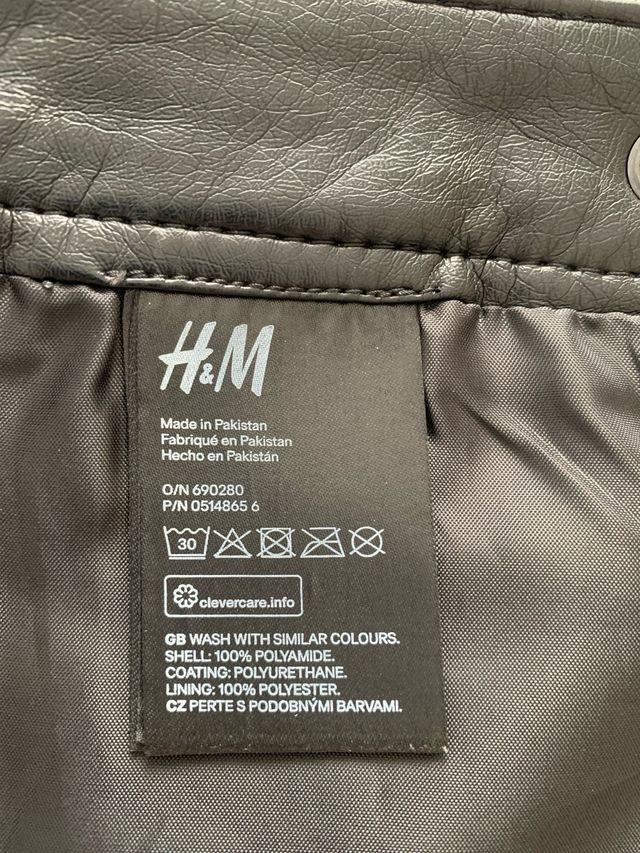 H&M
Made in Pakistan
Fabriqué en Pakistan
Hecho en Pakistán
O/N 690280
P/N 0514865 6
30
clevercare.info
GB WASH WITH SIMILAR COLOURS.
SHELL: 100% POLYAMIDE.
COATING: POLYURETHANE.
LINING: 100% POLYESTER.
CZ PERTE S PODOBNÝMI BARVAMI.